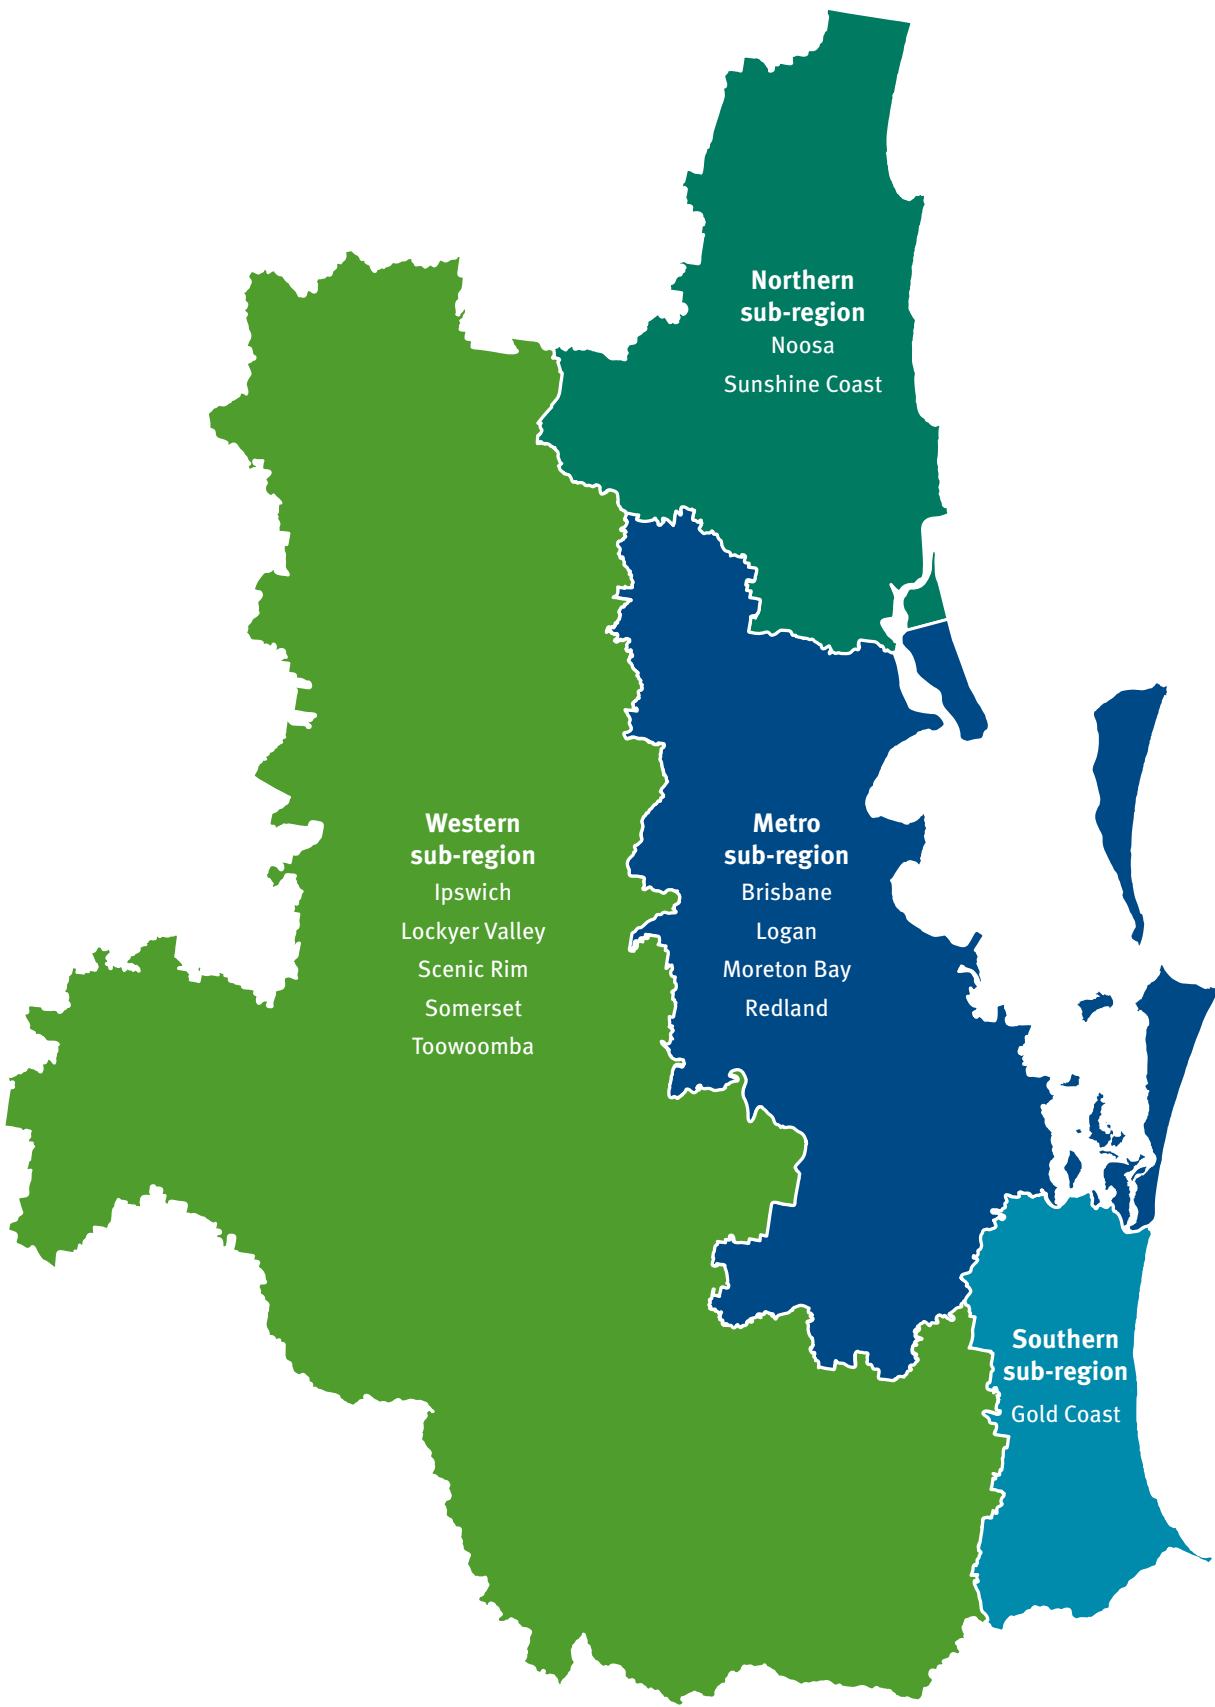 Northern
sub-region
Noosa
Sunshine Coast
Western
sub-region
Ipswich
Lockyer Valley
Scenic Rim
Somerset
Toowoomba
Metro
sub-region
Brisbane
Logan
Moreton Bay
Redland
Southern
sub-region
Gold Coast